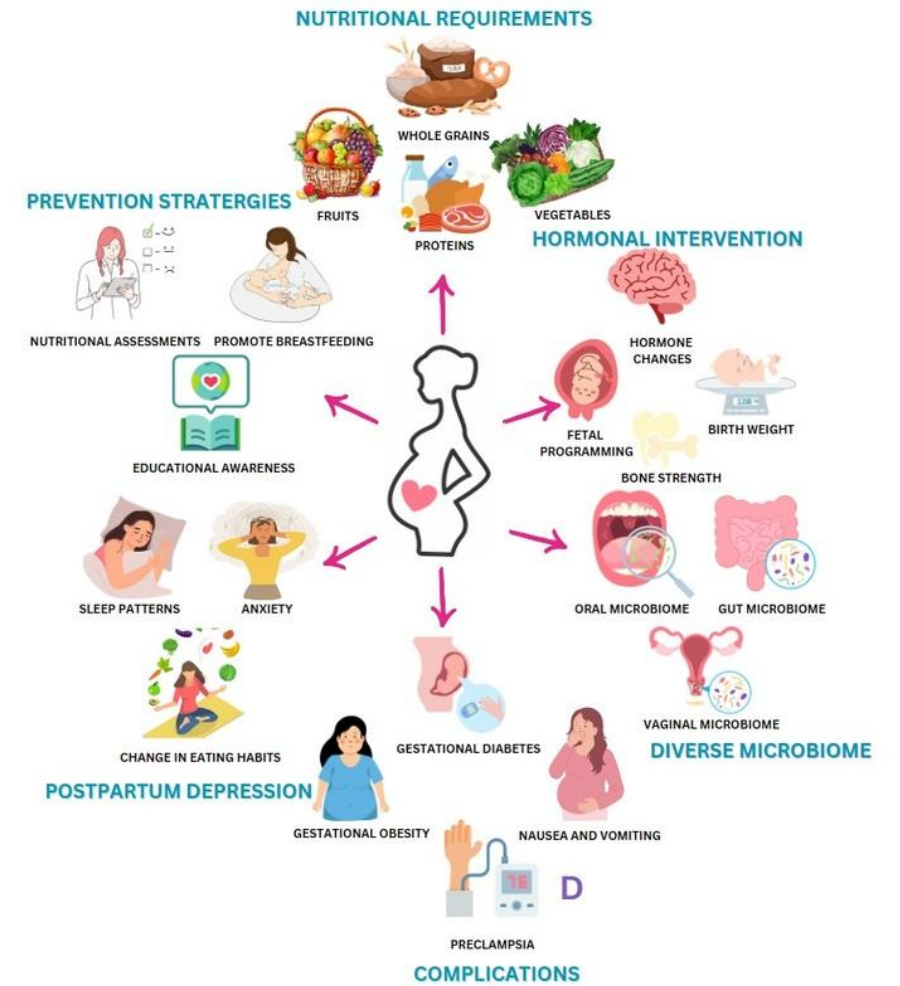 NUTRITIONAL REQUIREMENTS
WHOLE GRAINS
FRUITS
PROTEINS
VEGETABLES
PREVENTION STRATERGIES
NUTRITIONAL ASSESSMENTS
PROMOTE BREASTFEEDING
EDUCATIONAL AWARENESS
HORMONAL INTERVENTION
HORMONE
CHANGES
FETAL
PROGRAMMING
BIRTH WEIGHT
BONE STRENGTH
SLEEP PATTERNS
ANXIETY
CHANGE IN EATING HABITS
POSTPARTUM DEPRESSION
ORAL MICROBIOME
GUT MICROBIOME
VAGINAL MICROBIOME
DIVERSE MICROBIOME
GESTATIONAL DIABETES
GESTATIONAL OBESITY
NAUSEA AND VOMITING
76
D
PRECLAMPSIA
COMPLICATIONS